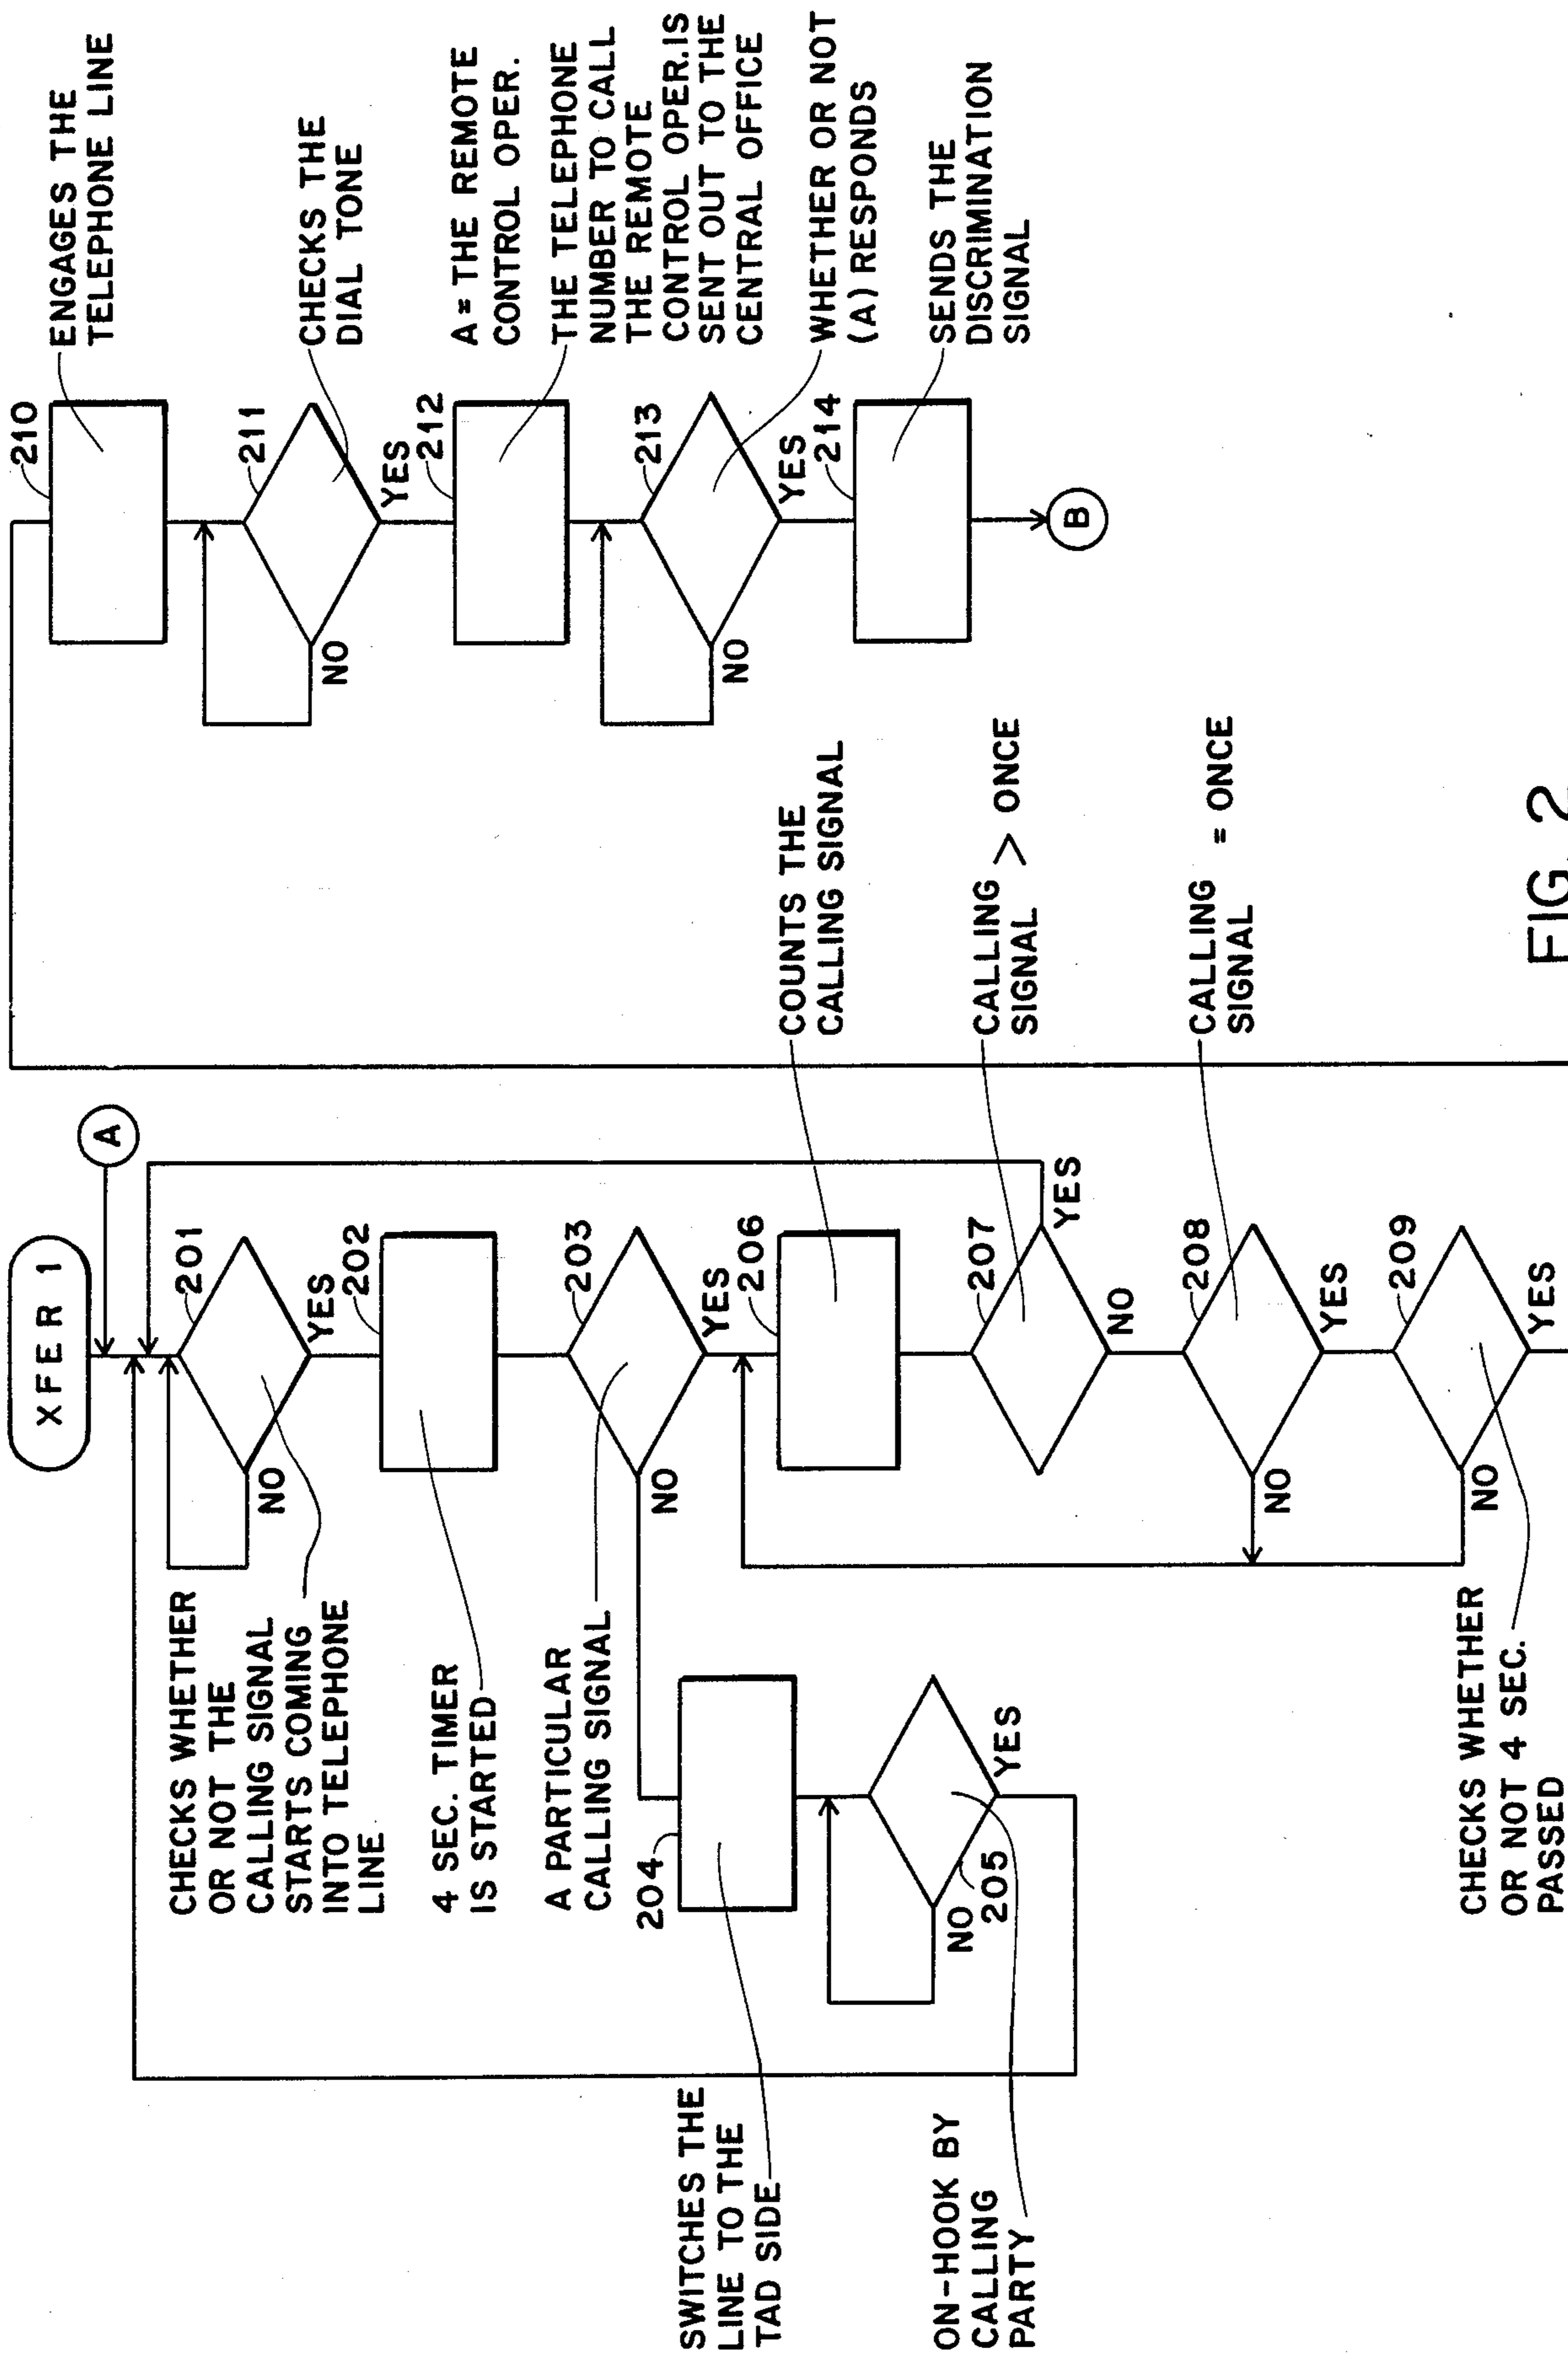 XFER 1
A
201
CHECKS WHETHER
OR NOT THE
CALLING SIGNAL
STARTS COMING
INTO TELEPHONE
LINE
NO
YES
202
4 SEC. TIMER
IS STARTED
203
A PARTICULAR
CALLING SIGNAL
NO
YES
204
SWITCHES THE
LINE TO THE
TAD SIDE
NO
205
YES
ON-HOOK BY
CALLING
PARTY
206
COUNTS THE
CALLING SIGNAL
207
CALLING
SIGNAL > ONCE
YES
NO
208
CALLING
SIGNAL = ONCE
NO
YES
209
NO
YES
CHECKS WHETHER
OR NOT 4 SEC.
PASSED
210
ENGAGES THE
TELEPHONE LINE
211
CHECKS THE
DIAL TONE
NO
YES
A = THE REMOTE
CONTROL OPER.
212
THE TELEPHONE
NUMBER TO CALL
THE REMOTE
CONTROL OPER.IS
SENT OUT TO THE
CENTRAL OFFICE
213
WHETHER OR NOT
(A) RESPONDS
NO
YES
214
SENDS THE
DISCRIMINATION
SIGNAL
B
FIG. 2